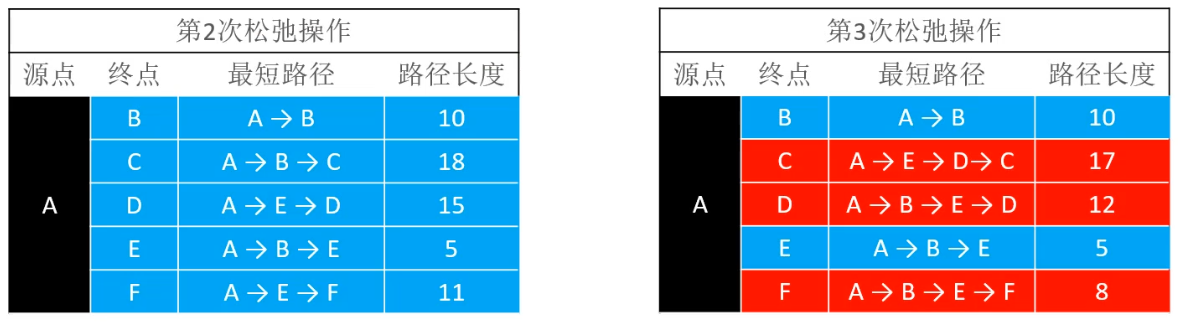 第2次松弛操作
源点 终点 最短路径 路径长度
A
B A → B 10
C A → B → C 18
D A → E → D 15
E A → B → E 5
F A → E → F 11
第3次松弛操作
源点 终点 最短路径 路径长度
A
B A → B 10
C A → E → D→ C 17
D A → B → E → D 12
E A → B → E 5
F A → B → E → F 8